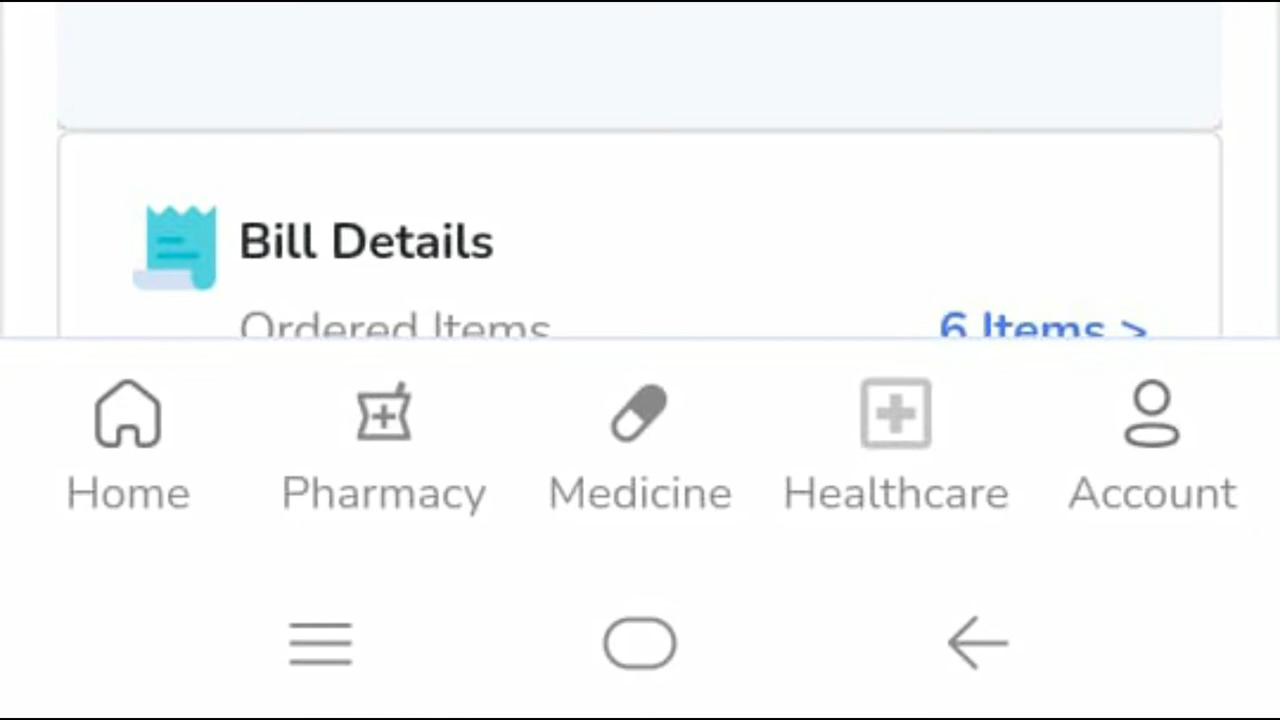 Bill Details
Ordered Items 6 Items >
Home Pharmacy Medicine Healthcare Account